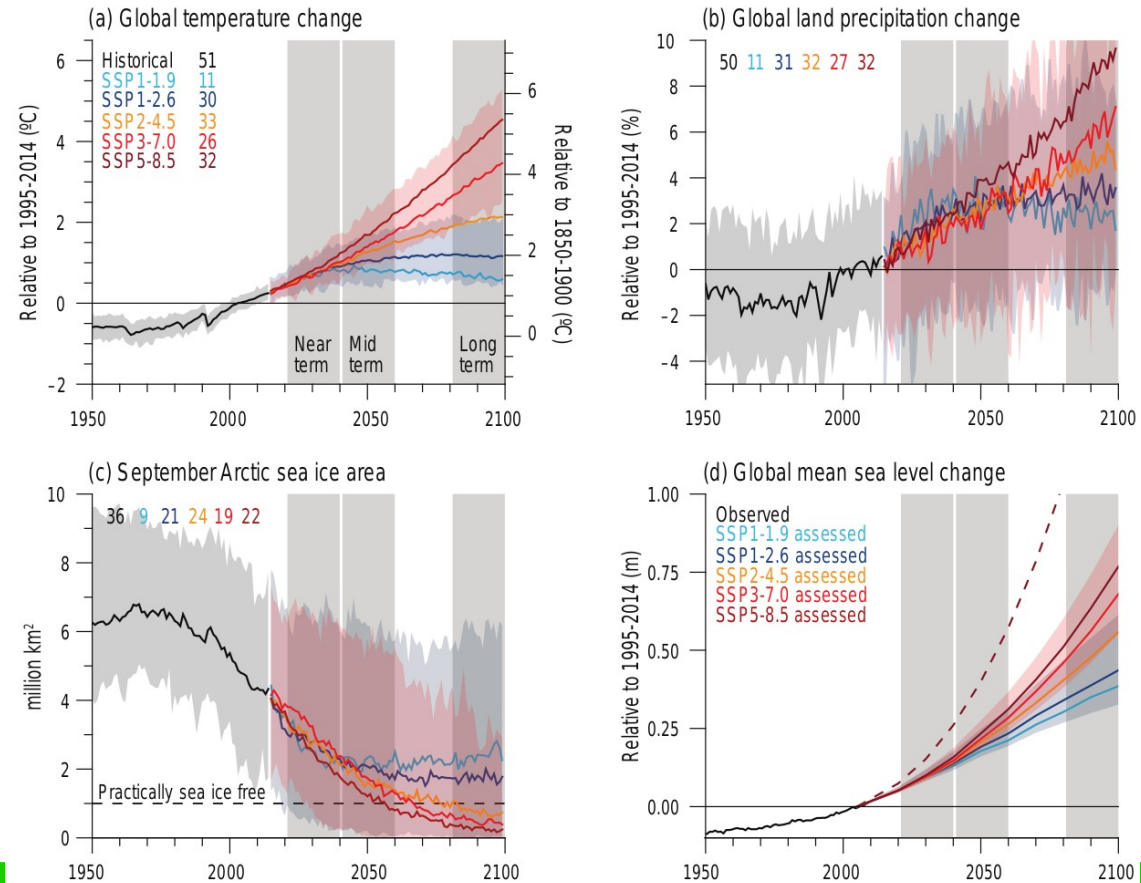 (a) Global temperature change
Relative to 1995-2014 (ºC)
6
4
2
0
−2
Historical 51
SSP1-1.9 11
SSP1-2.6 30
SSP2-4.5 33
SSP3-7.0 26
SSP5-8.5 32
Near term
Mid term
Long term
6
4
2
0
Relative to 1850-1900 (ºC)
1950 2000 2050 2100
(b) Global land precipitation change
Relative to 1995-2014 (%)
10
8
6
4
2
0
−2
−4
50 11 31 32 27 32
1950 2000 2050 2100
(c) September Arctic sea ice area
million km²
10
8
6
4
2
0
36 9 21 24 19 22
Practically sea ice free
1950 2000 2050 2100
(d) Global mean sea level change
Relative to 1995-2014 (m)
1.00
0.75
0.50
0.25
0.00
Observed
SSP1-1.9 assessed
SSP1-2.6 assessed
SSP2-4.5 assessed
SSP3-7.0 assessed
SSP5-8.5 assessed
1950 2000 2050 2100